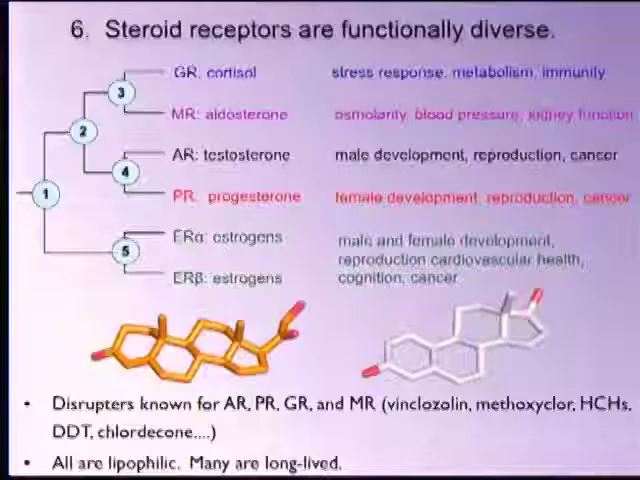 6. Steroid receptors are functionally diverse.
GR: cortisol stress response, metabolism, immunity
3
MR: aldosterone osmolarity, blood pressure, kidney function
2
AR: testosterone male development, reproduction, cancer
4
PR: progesterone female development, reproduction, cancer
1
ERα: estrogens male and female development,
5 reproduction cardiovascular health,
ERβ: estrogens cognition, cancer
• Disrupters known for AR, PR, GR, and MR (vinclozolin, methoxyclor, HCHs,
DDT, chlordecone....)
• All are lipophilic. Many are long-lived.